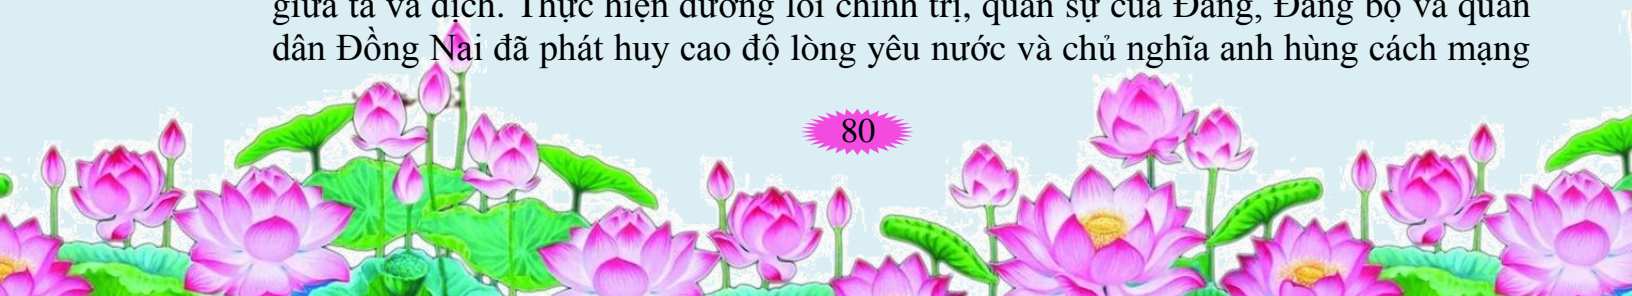 giữa ta và địch. Thực hiện đường lối chính trị, quân sự của Đảng, Đảng bộ và quân
dân Đồng Nai đã phát huy cao độ lòng yêu nước và chủ nghĩa anh hùng cách mạng
80